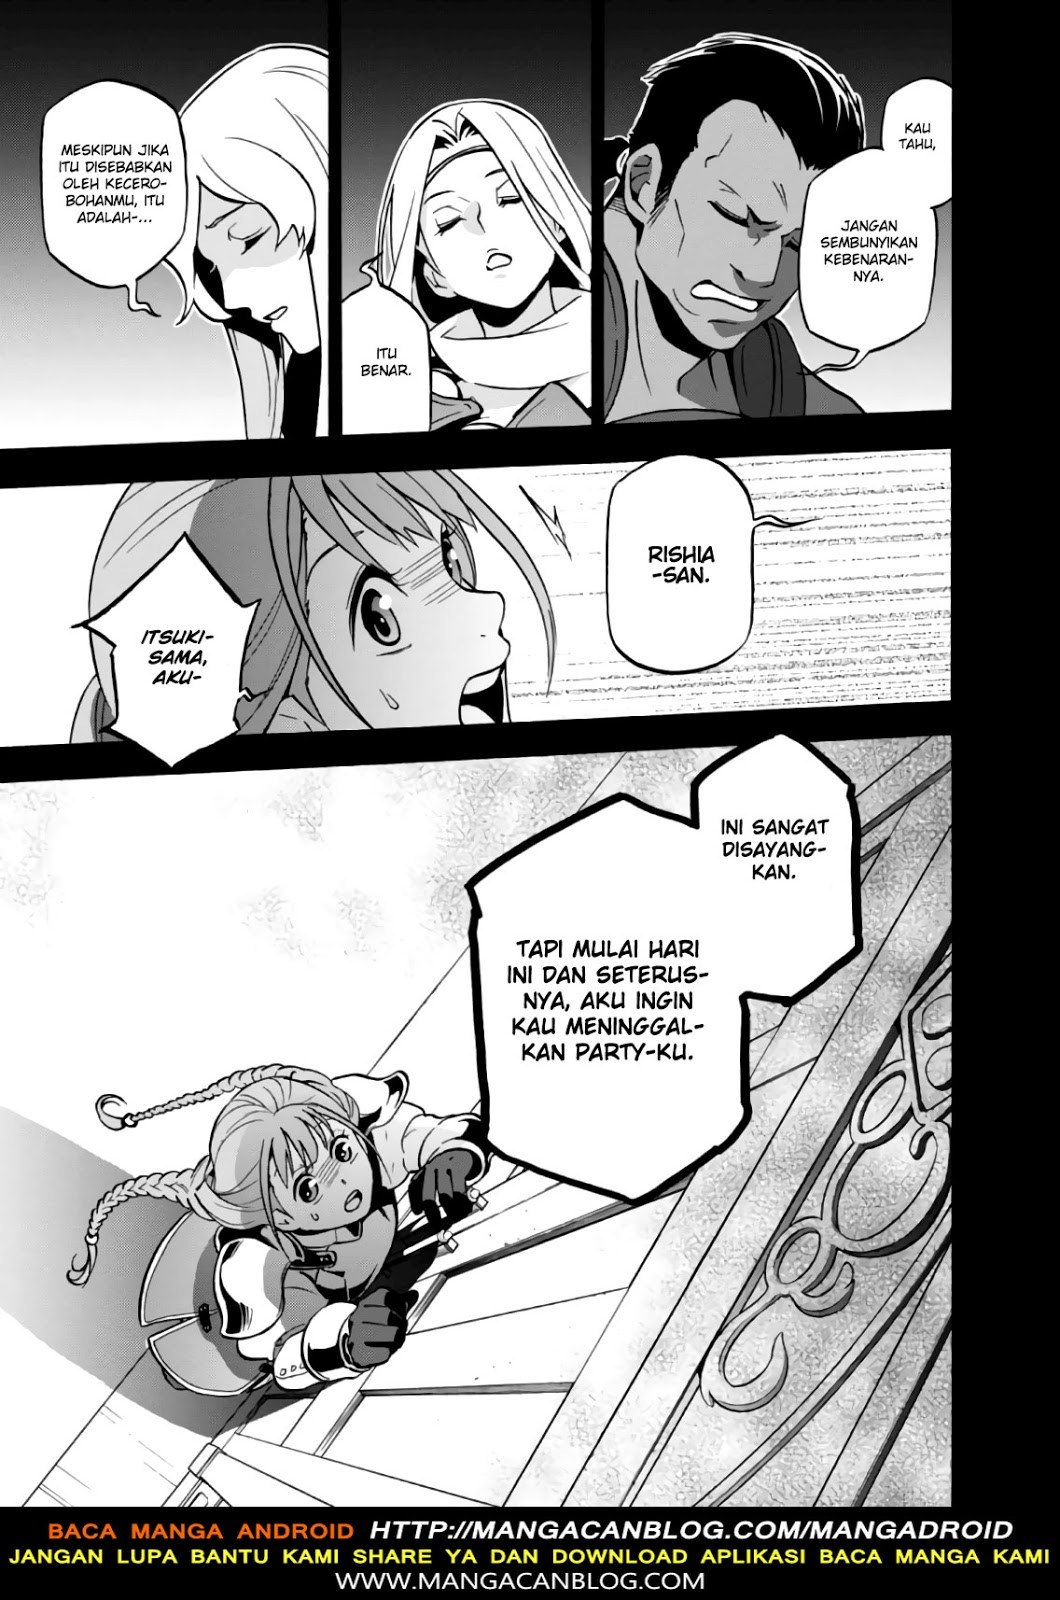 KAU
TAHU,
JANGAN
SEMBUNYIKAN
KEBENARAN-
NYA.
ITU
BENAR.
MESKIPUN JIKA
ITU DISEBABKAN
OLEH KECERO-
BOHANMU, ITU
ADALAH-...
RISHIA
-SAN.
ITSUKI-
SAMA,
AKU-
INI SANGAT
DISAYANG-
KAN.
TAPI MULAI HARI
INI DAN SETERUS-
NYA, AKU INGIN
KAU MENINGGAL-
KAN PARTY-KU.
BACA MANGA ANDROID HTTP://MANGACANBLOG.COM/MANGADROID
JANGAN LUPA BANTU KAMI SHARE YA DAN DOWNLOAD APLIKASI BACA MANGA KAMI
WWW.MANGACANBLOG.COM